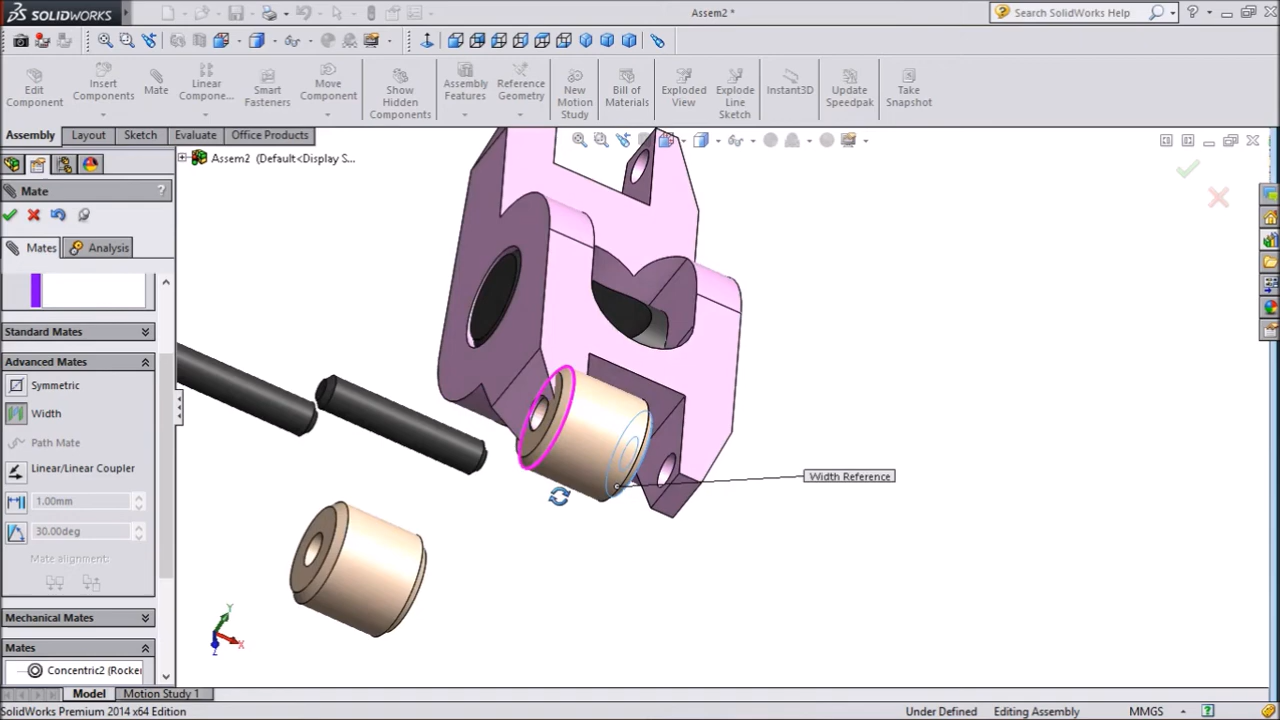 SOLIDWORKS
Assem2 *
Search SolidWorks Help
Edit Component
Insert Components
Mate
Linear Compone...
Smart Fasteners
Move Component
Show Hidden Components
Assembly Features
Reference Geometry
New Motion Study
Bill of Materials
Exploded View
Explode Line Sketch
Instant3D
Update Speedpak
Take Snapshot
Assembly Layout Sketch Evaluate Office Products
Assem2 (Default<Display S...
Mate ?
Mates Analysis
Standard Mates
Advanced Mates
Symmetric
Width
Path Mate
Linear/Linear Coupler
1.00mm
30.00deg
Mate alignment:
Mechanical Mates
Mates
Concentric2 (Rocker
Width Reference
Y
X
Z
Model Motion Study 1
SolidWorks Premium 2014 x64 Edition
Under Defined Editing Assembly MMGS